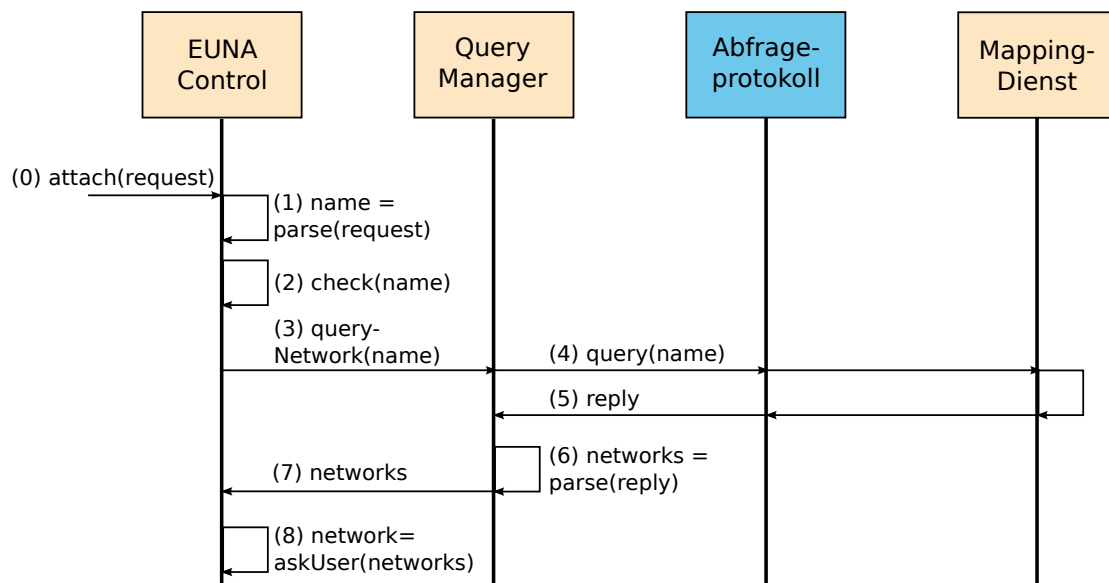 EUNA
Control
Query
Manager
Abfrage-
protokoll
Mapping-
Dienst
(0) attach(request)
(1) name =
parse(request)
(2) check(name)
(3) query-
Network(name)
(4) query(name)
(5) reply
(6) networks =
parse(reply)
(7) networks
(8) network=
askUser(networks)